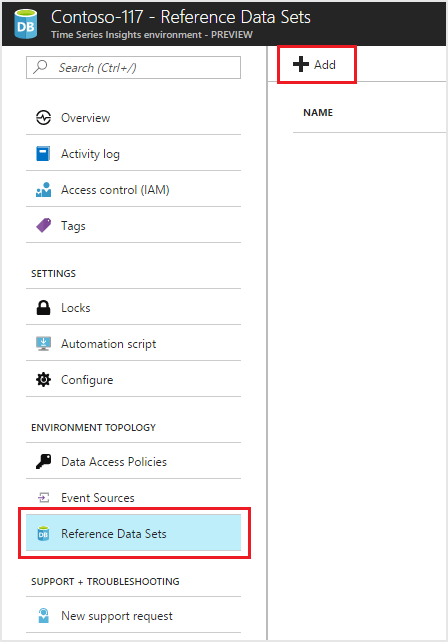 DB
Contoso-117 - Reference Data Sets
Time Series Insights environment - PREVIEW
Search (Ctrl+/)
Add
NAME
Overview
Activity log
Access control (IAM)
Tags
SETTINGS
Locks
Automation script
Configure
ENVIRONMENT TOPOLOGY
Data Access Policies
Event Sources
DB Reference Data Sets
SUPPORT + TROUBLESHOOTING
New support request